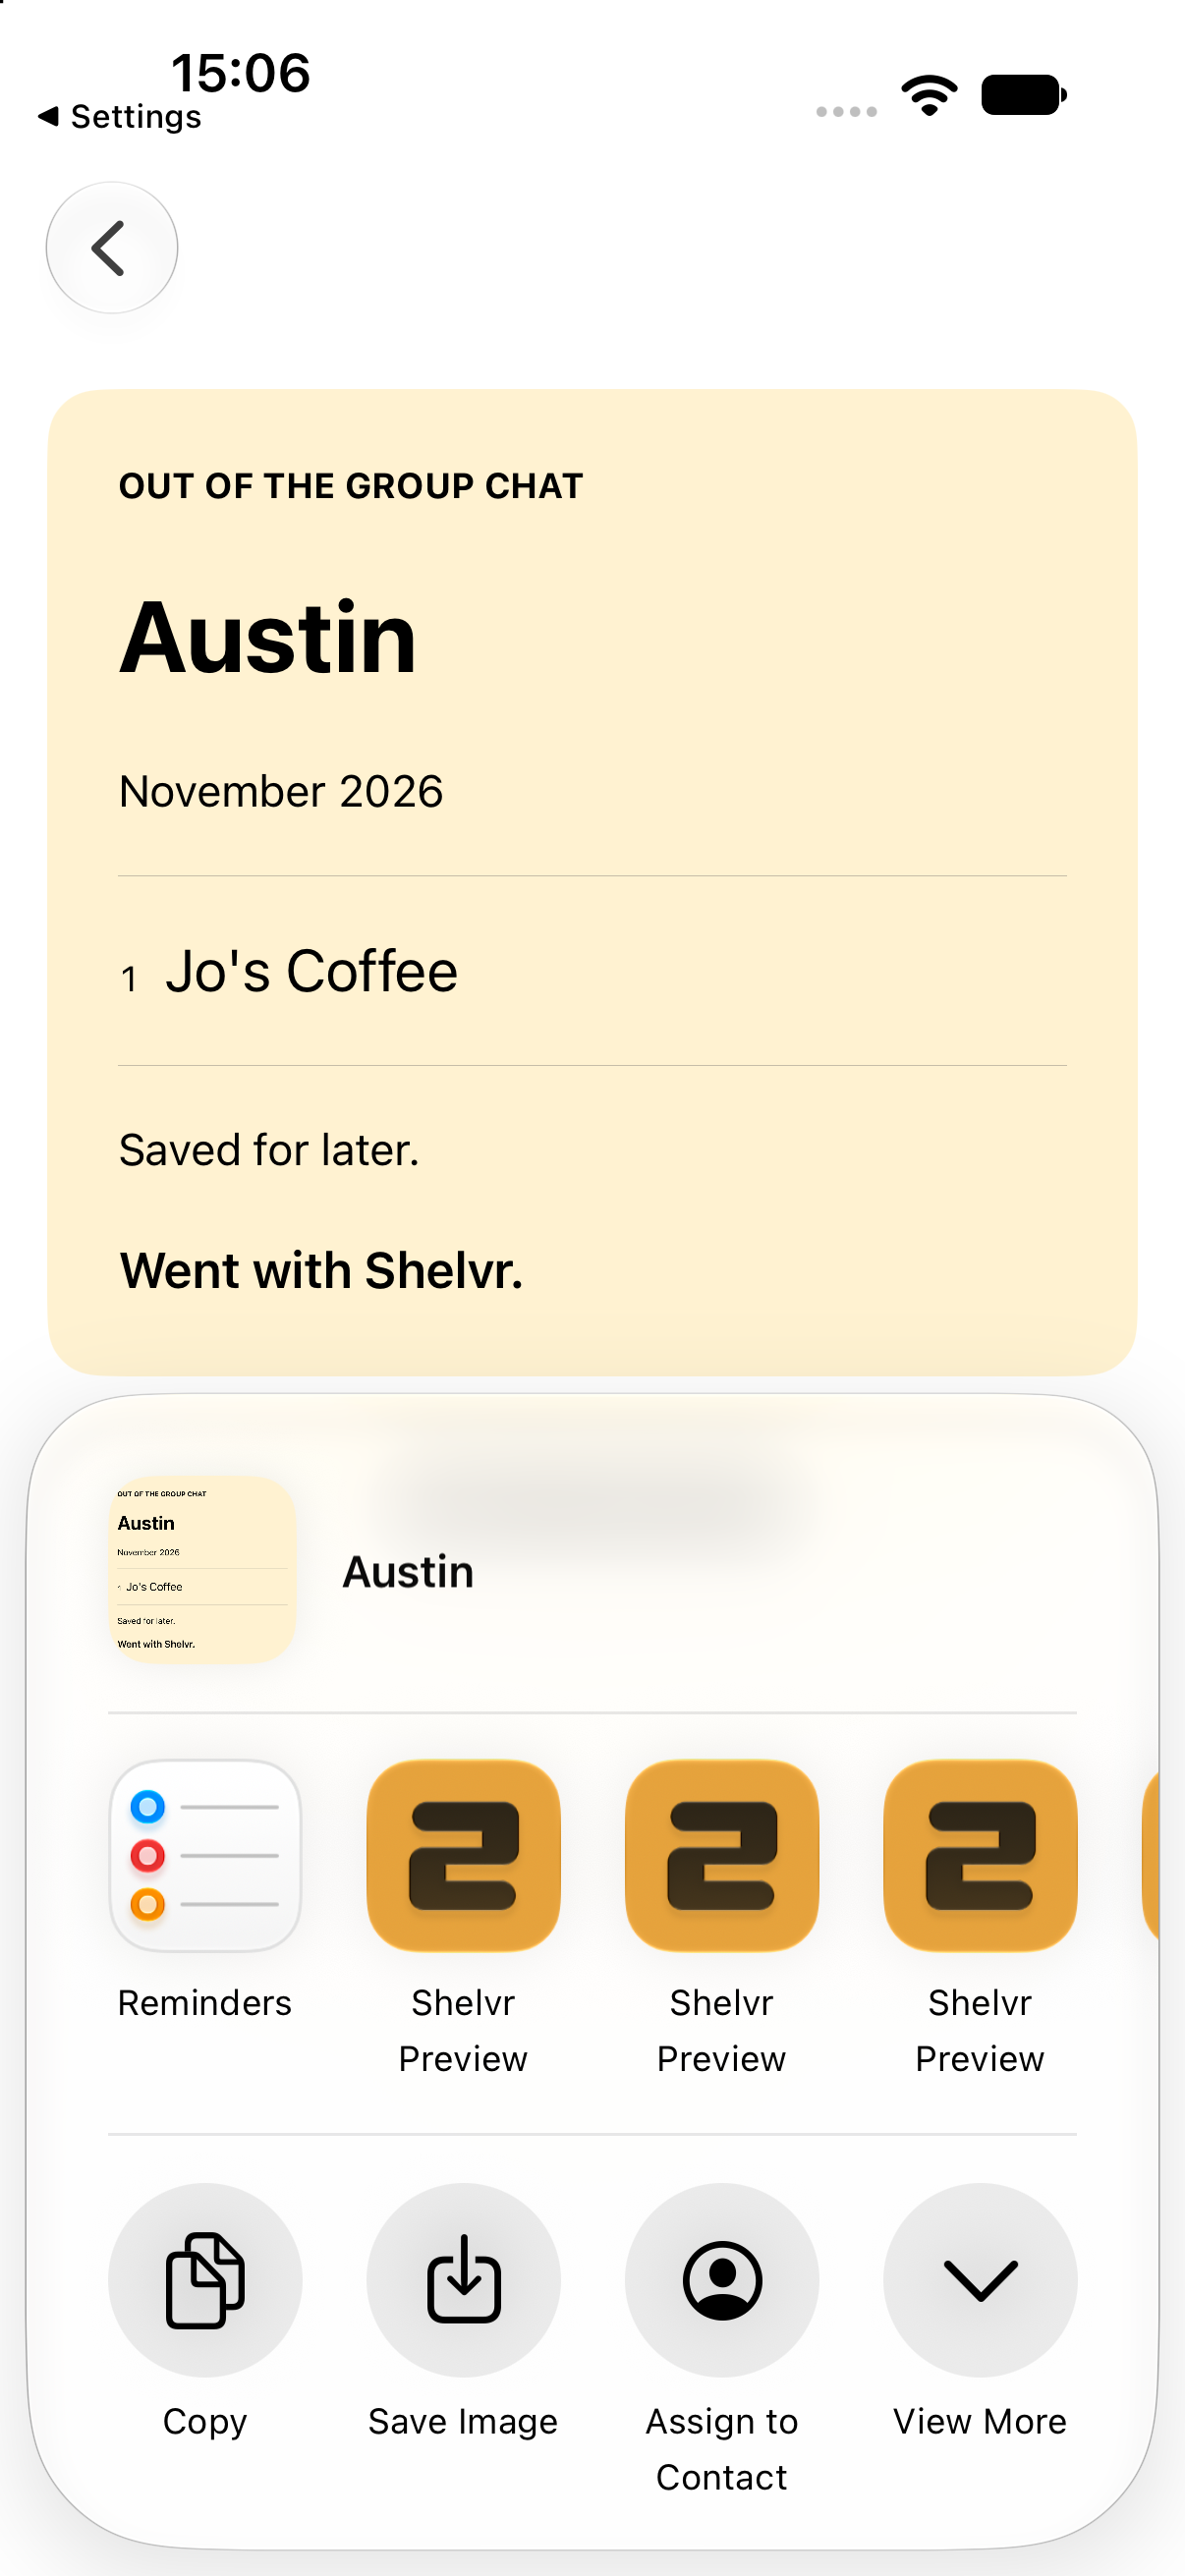 15:06
Settings
OUT OF THE GROUP CHAT
Austin
November 2026
1 Jo's Coffee
Saved for later.
Went with Shelvr.
OUT OF THE GROUP CHAT
Austin
November 2026
Jo's Coffee
Saved for later.
Went with Shelvr.
Austin
Reminders
Shelvr
Preview
Shelvr
Preview
Shelvr
Preview
Copy
Save Image
Assign to
Contact
View More